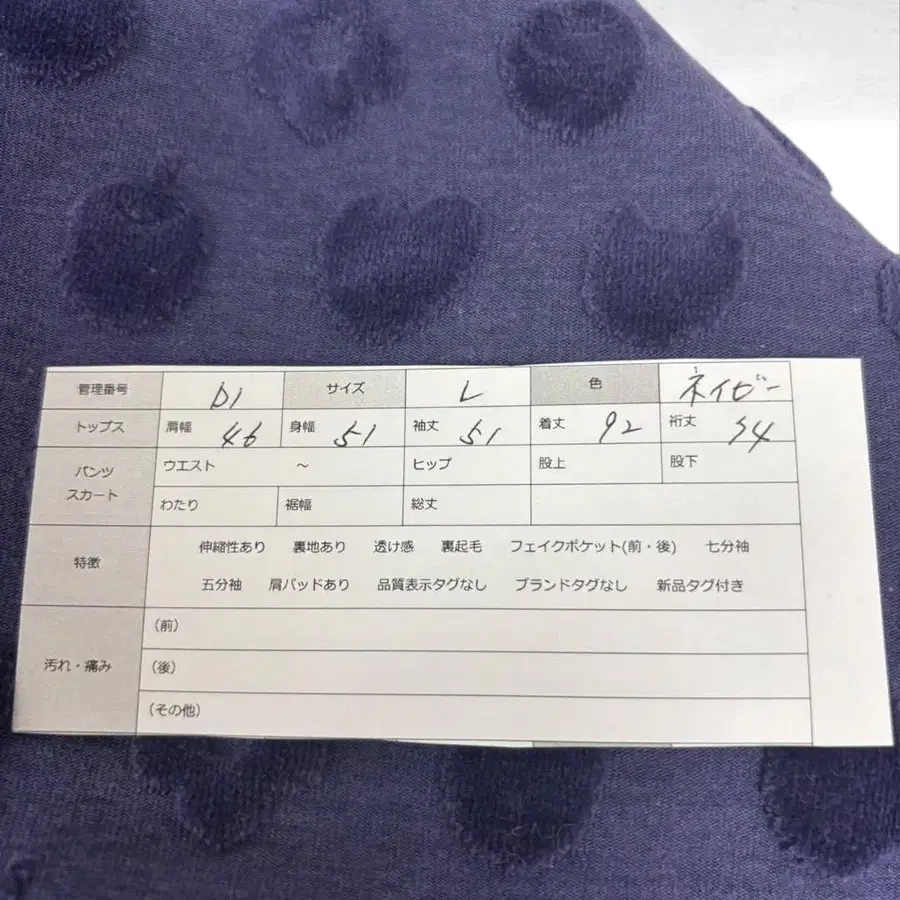 管理番号 D1 サイズ L 色 ネイビー
トップス 肩幅 46 身幅 51 袖丈 51 着丈 92 裄丈 74
パンツ スカート ウエスト ～ ヒップ 股上 股下
わたり 裾幅 総丈
特徴 伸縮性あり 裏地あり 透け感 裏起毛 フェイクポケット(前・後) 七分袖
五分袖 肩パッドあり 品質表示タグなし ブランドタグなし 新品タグ付き
汚れ・痛み (前)
(後)
(その他)